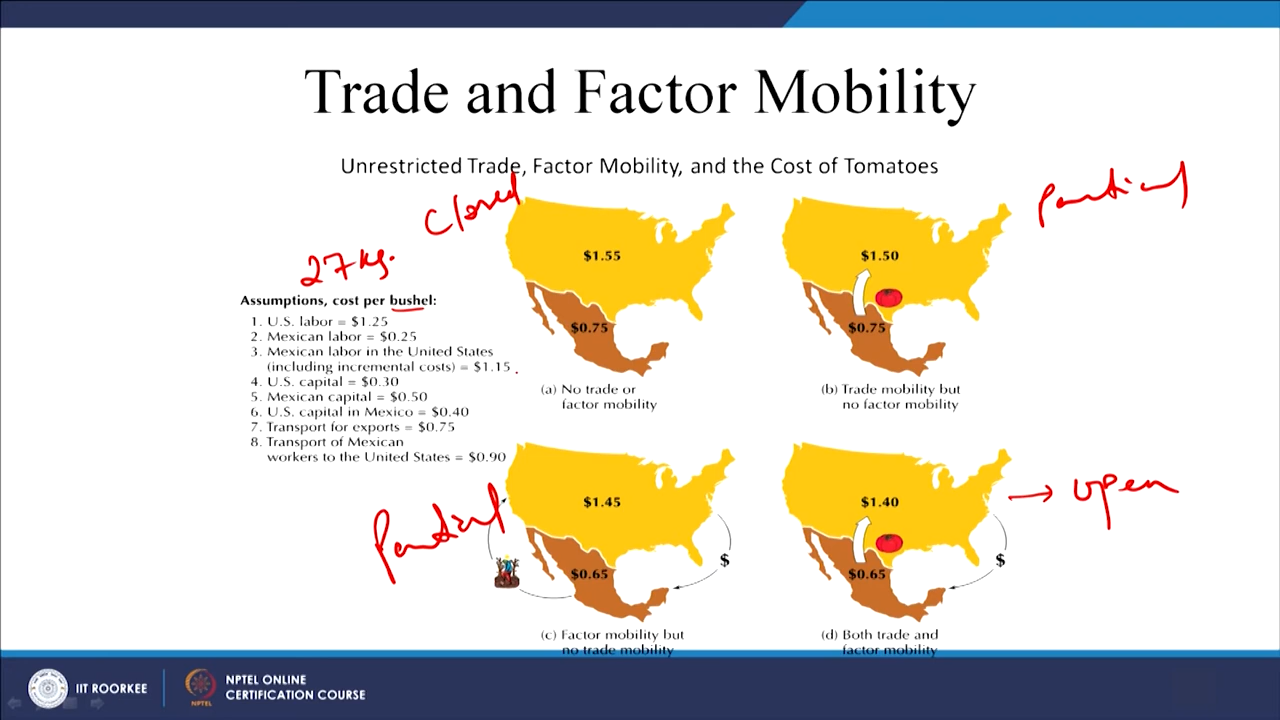 Trade and Factor Mobility
Unrestricted Trade, Factor Mobility, and the Cost of Tomatoes
Closed
Partial
27 kg.
Assumptions, cost per bushel:
1. U.S. labor = $1.25
2. Mexican labor = $0.25
3. Mexican labor in the United States
(including incremental costs) = $1.15
4. U.S. capital = $0.30
5. Mexican capital = $0.50
6. U.S. capital in Mexico = $0.40
7. Transport for exports = $0.75
8. Transport of Mexican
workers to the United States = $0.90
$1.55
$0.75
(a) No trade or
factor mobility
$1.50
$0.75
(b) Trade mobility but
no factor mobility
Partial
$1.45
$0.65
$
(c) Factor mobility but
no trade mobility
$1.40
$0.65
$
→ open
(d) Both trade and
factor mobility
IIT ROORKEE
NPTEL
NPTEL ONLINE
CERTIFICATION COURSE